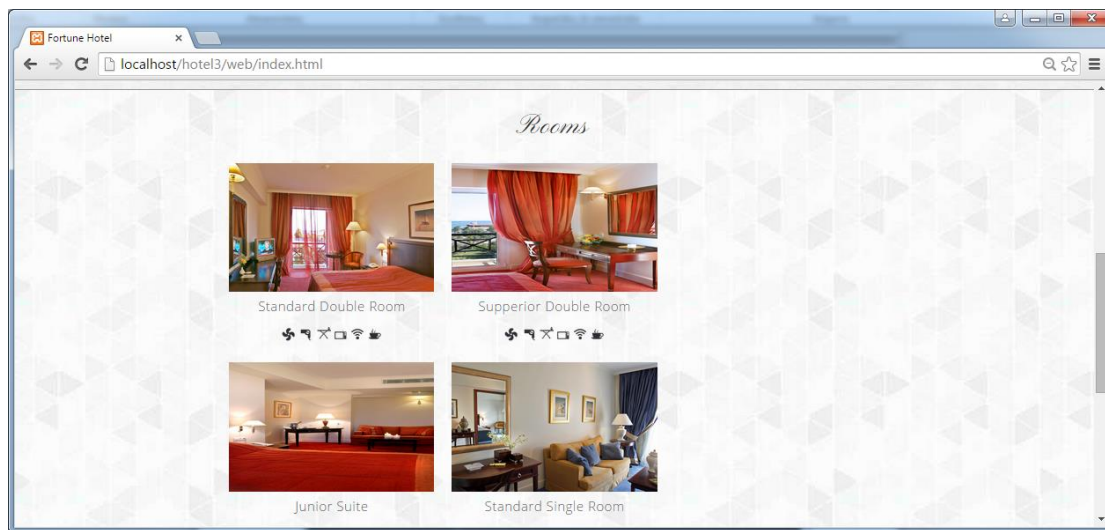 Fortune Hotel
localhost/hotel3/web/index.html
Rooms
Standard Double Room
Supperior Double Room
Junior Suite
Standard Single Room